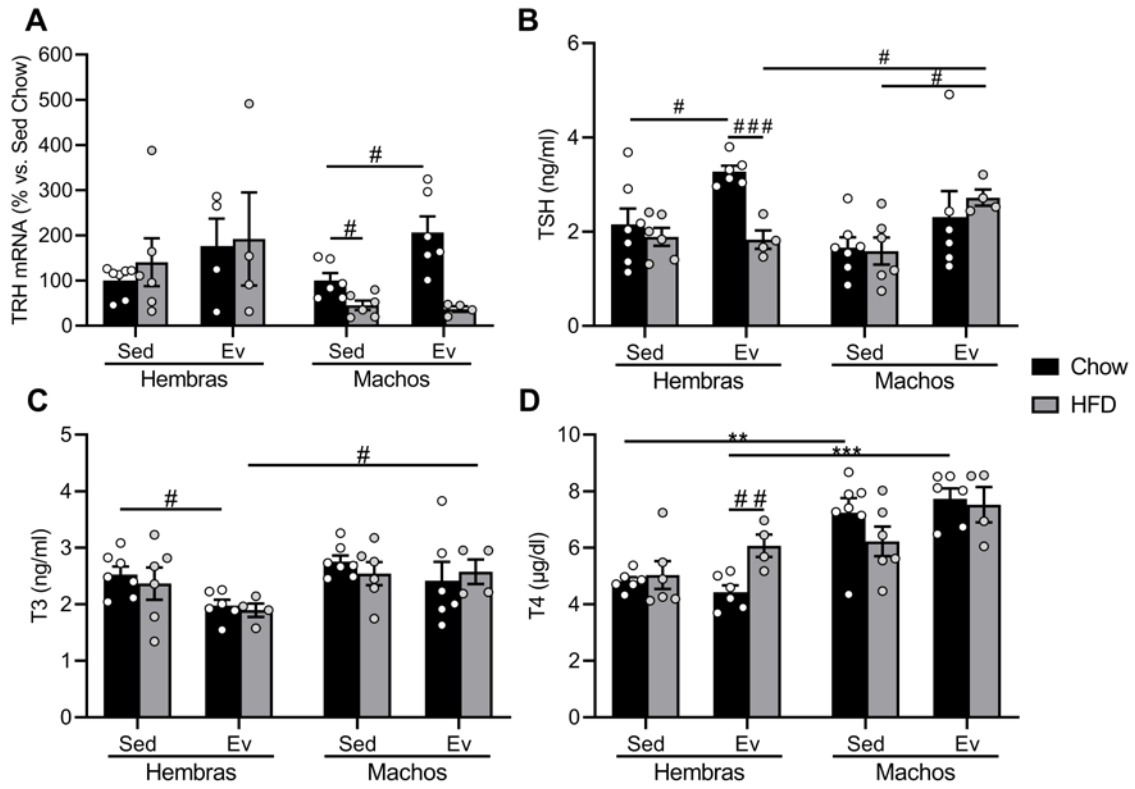 A
TRH mRNA (% vs. Sed Chow)
600
500
400
300
200
100
0
#
#
Sed Ev Sed Ev
Hembras Machos
B
TSH (ng/ml)
6
4
2
0
#
#
#
###
Sed Ev Sed Ev
Hembras Machos
Chow
HFD
C
T3 (ng/ml)
5
4
3
2
1
0
#
#
Sed Ev Sed Ev
Hembras Machos
D
T4 (µg/dl)
10
8
6
4
2
0
**
***
##
Sed Ev Sed Ev
Hembras Machos